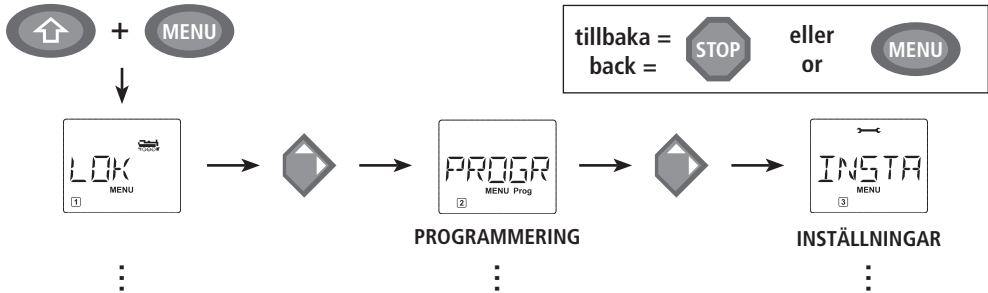 + MENU
tillbaka = STOP eller MENU
back = or
LOK
MENU
1
PROGR
MENU Prog
2
INSTA
MENU
3
PROGRAMMERING
INSTÄLLNINGAR